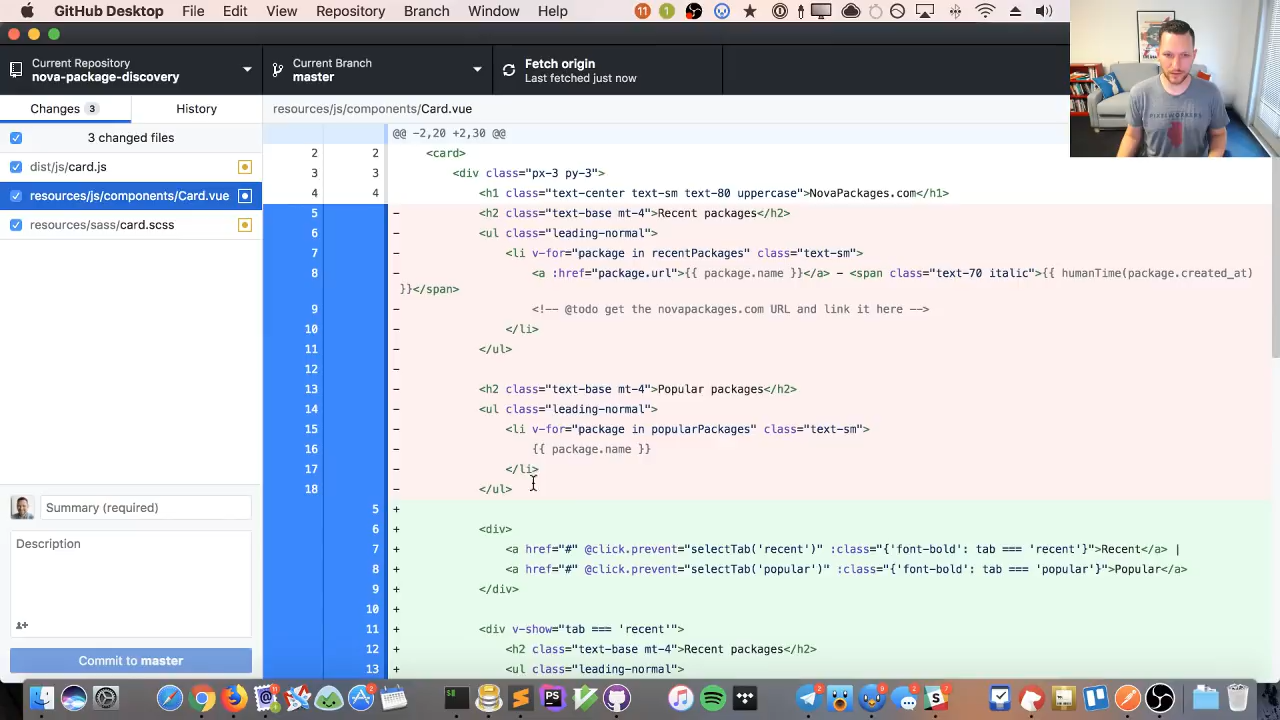 GitHub Desktop File Edit View Repository Branch Window Help 11 1
Current Repository
nova-package-discovery
Current Branch
master
Fetch origin
Last fetched just now
Changes 3 History
3 changed files
dist/js/card.js
resources/js/components/Card.vue
resources/sass/card.scss
Summary (required)
Description
Commit to master
resources/js/components/Card.vue
@@ -2,20 +2,30 @@
2 2 <card>
3 3 <div class="px-3 py-3">
4 4 <h1 class="text-center text-sm text-80 uppercase">NovaPackages.com</h1>
5 - <h2 class="text-base mt-4">Recent packages</h2>
6 - <ul class="leading-normal">
7 - <li v-for="package in recentPackages" class="text-sm">
8 - <a :href="package.url">{{ package.name }}</a> - <span class="text-70 italic">{{ humanTime(package.created_at)
}}</span>
9 - <!-- @todo get the novapackages.com URL and link it here -->
10 - </li>
11 - </ul>
12 -
13 - <h2 class="text-base mt-4">Popular packages</h2>
14 - <ul class="leading-normal">
15 - <li v-for="package in popularPackages" class="text-sm">
16 - {{ package.name }}
17 - </li>
18 - </ul>
5 +
6 + <div>
7 + <a href="#" @click.prevent="selectTab('recent')" :class="{'font-bold': tab === 'recent'}">Recent</a> |
8 + <a href="#" @click.prevent="selectTab('popular')" :class="{'font-bold': tab === 'popular'}">Popular</a>
9 + </div>
10 +
11 + <div v-show="tab === 'recent'">
12 + <h2 class="text-base mt-4">Recent packages</h2>
13 + <ul class="leading-normal">